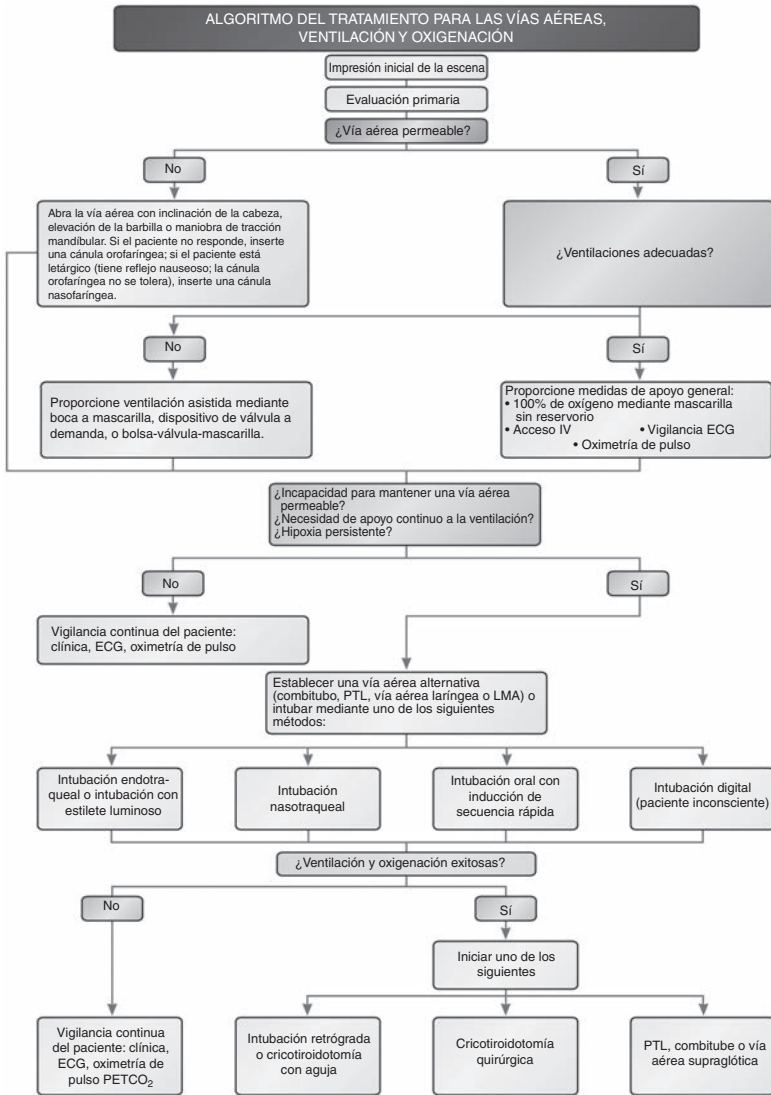 ALGORITMO DEL TRATAMIENTO PARA LAS VÍAS AÉREAS,
VENTILACIÓN Y OXIGENACIÓN
Impresión inicial de la escena
Evaluación primaria
¿Vía aérea permeable?
No
Sí
Abra la vía aérea con inclinación de la cabeza,
elevación de la barbilla o maniobra de tracción
mandíbular. Si el paciente no responde, inserte
una cánula orofaríngea; si el paciente está
letárgico (tiene reflejo nauseoso; la cánula
orofaríngea no se tolera), inserte una cánula
nasofaríngea.
¿Ventilaciones adecuadas?
No
Sí
Proporcione ventilación asistida mediante
boca a mascarilla, dispositivo de válvula a
demanda, o bolsa-válvula-mascarilla.
Proporcione medidas de apoyo general:
• 100% de oxígeno mediante mascarilla
sin reservorio
• Acceso IV • Vigilancia ECG
• Oximetría de pulso
¿Incapacidad para mantener una vía aérea
permeable?
¿Necesidad de apoyo continuo a la ventilación?
¿Hipoxia persistente?
No
Sí
Vigilancia continua del paciente:
clínica, ECG, oximetría de pulso
Establecer una vía aérea alternativa
(combitubo, PTL, vía aérea laríngea o LMA) o
intubar mediante uno de los siguientes
métodos:
Intubación endotra-
queal o intubación con
estilete luminoso
Intubación
nasotraqueal
Intubación oral con
inducción de
secuencia rápida
Intubación digital
(paciente inconsciente)
¿Ventilación y oxigenación exitosas?
No
Sí
Iniciar uno de los
siguientes
Vigilancia continua
del paciente: clínica,
ECG, oximetría de
pulso PETCO₂
Intubación retrógrada
o cricotiroidotomía
con aguja
Cricotiroidotomía
quirúrgica
PTL, combitube o vía
aérea supraglótica